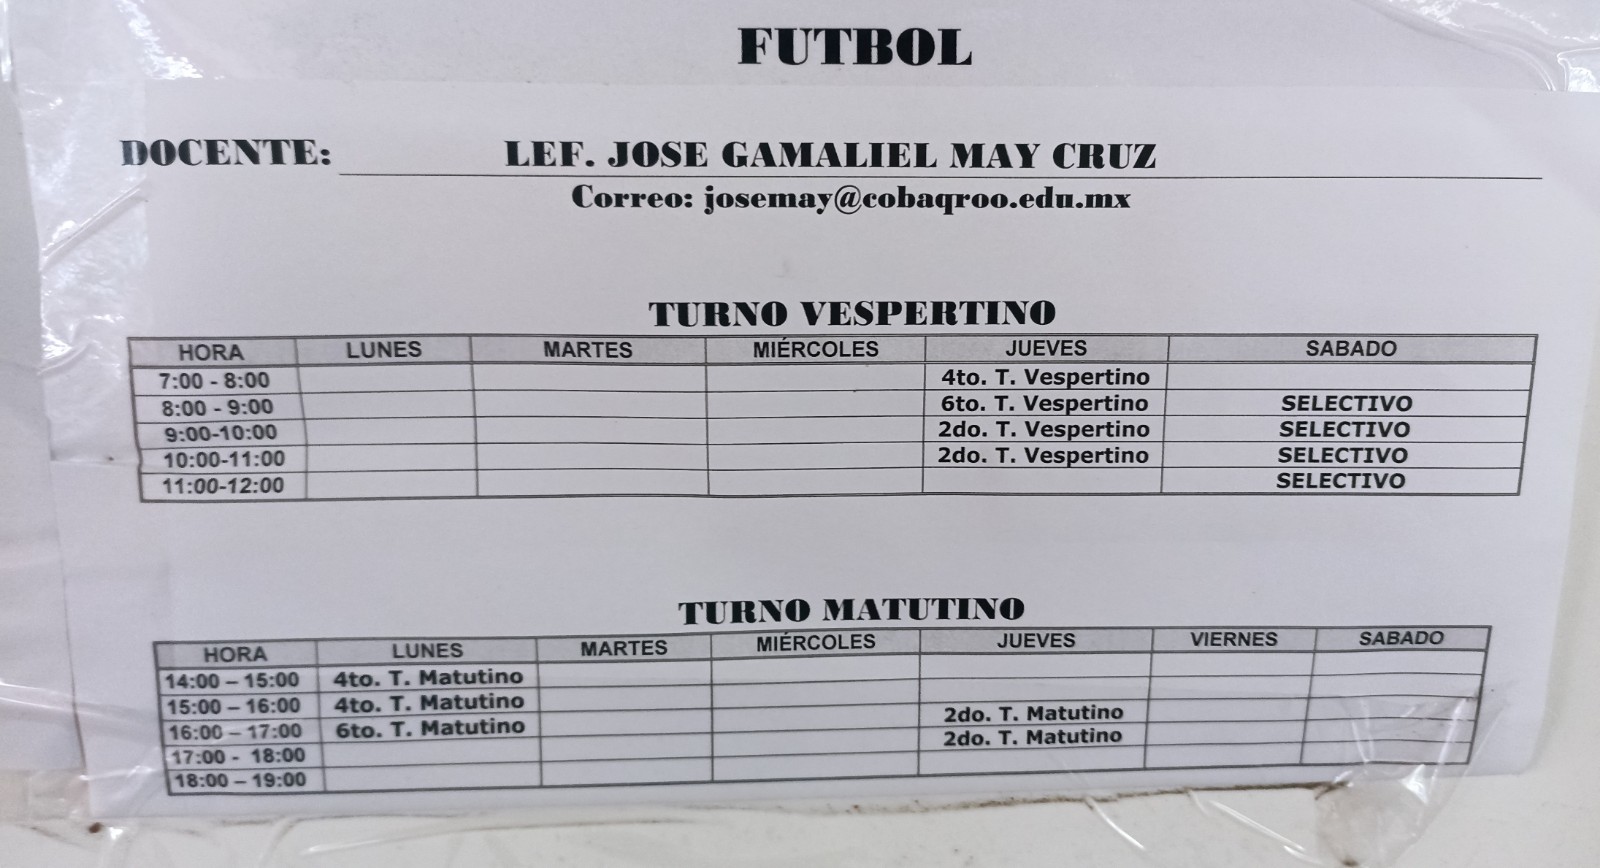 FUTBOL
DOCENTE: LEF. JOSE GAMALIEL MAY CRUZ
Correo: josemay@cobaqroo.edu.mx
TURNO VESPERTINO
HORA LUNES MARTES MIÉRCOLES JUEVES SABADO
7:00 - 8:00 4to. T. Vespertino
8:00 - 9:00 6to. T. Vespertino SELECTIVO
9:00-10:00 2do. T. Vespertino SELECTIVO
10:00-11:00 2do. T. Vespertino SELECTIVO
11:00-12:00 SELECTIVO
TURNO MATUTINO
HORA LUNES MARTES MIÉRCOLES JUEVES VIERNES SABADO
14:00 – 15:00 4to. T. Matutino
15:00 – 16:00 4to. T. Matutino
16:00 – 17:00 6to. T. Matutino 2do. T. Matutino
17:00 - 18:00 2do. T. Matutino
18:00 – 19:00